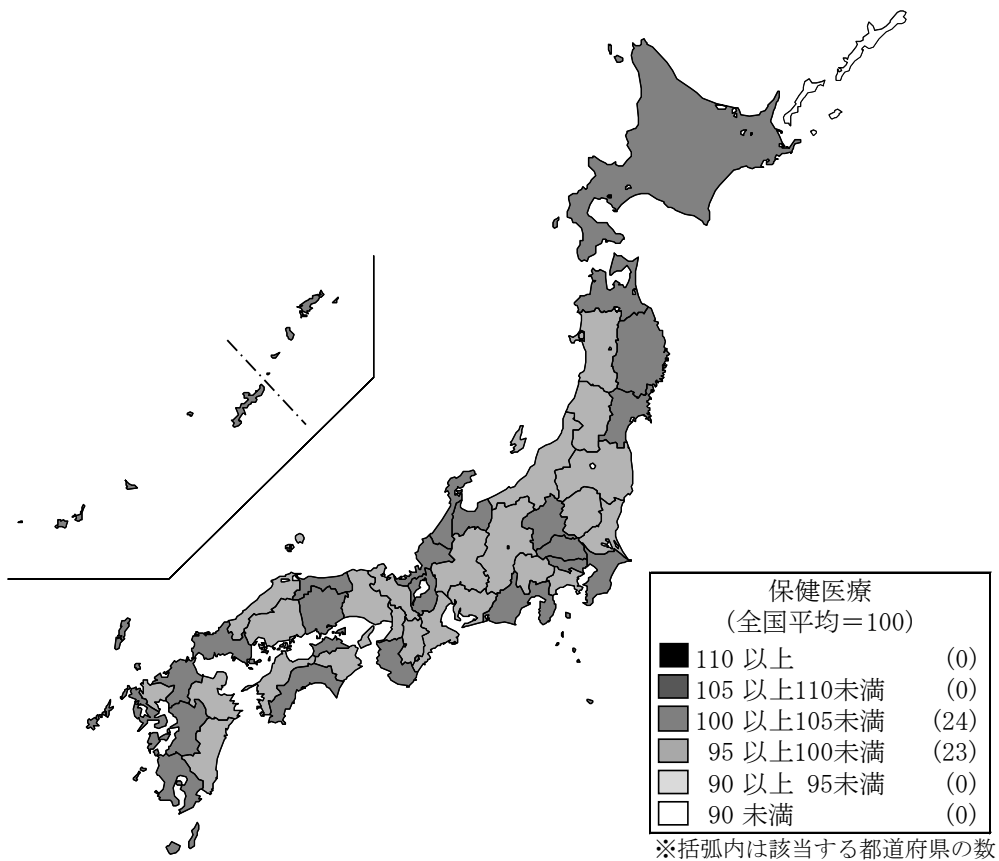 保健医療
(全国平均=100)
110 以上 (0)
105 以上110未満 (0)
100 以上105未満 (24)
95 以上100未満 (23)
90 以上 95未満 (0)
90 未満 (0)
※括弧内は該当する都道府県の数